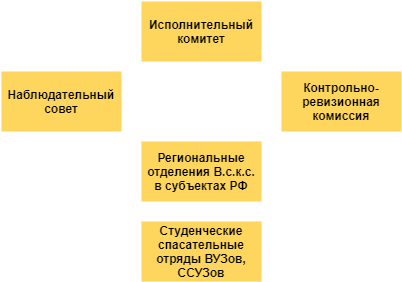 Исполнительный
комитет
Наблюдательный
совет
Контрольно-
ревизионная
комиссия
Региональные
отделения В.с.к.с.
в субъектах РФ
Студенческие
спасательные
отряды ВУЗов,
ССУЗов